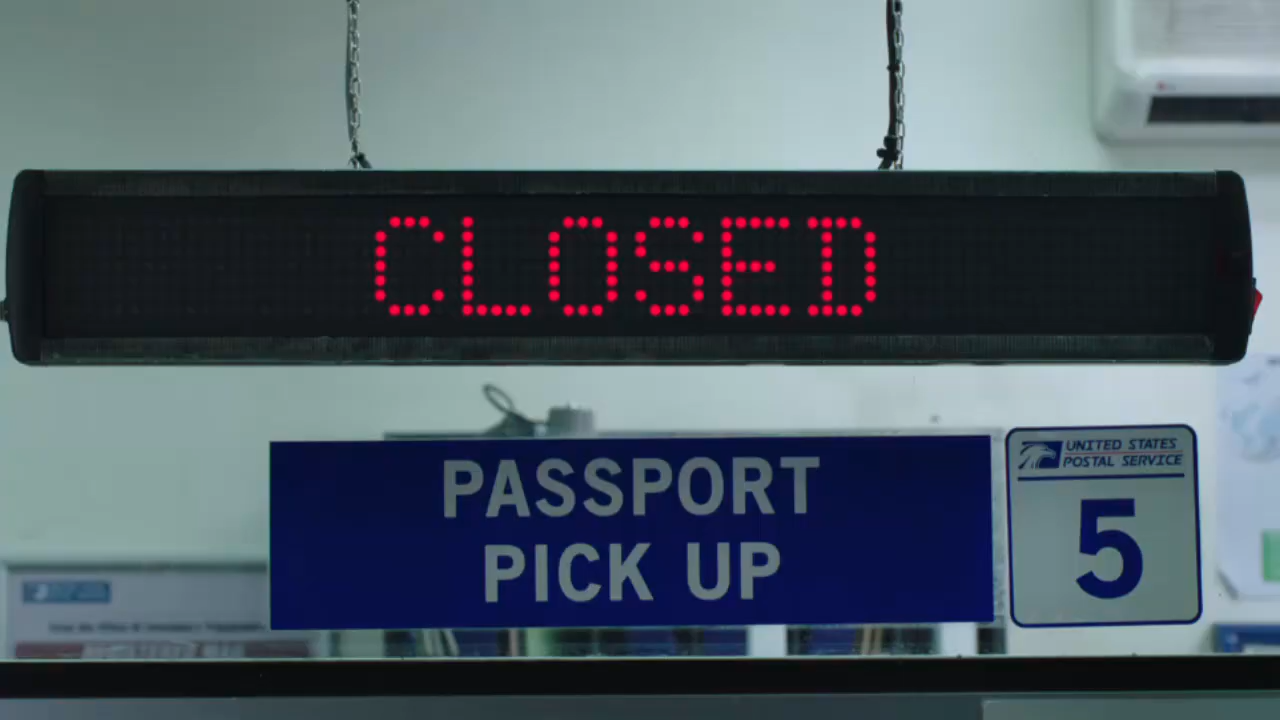 CLOSED
PASSPORT
PICK UP
UNITED STATES
POSTAL SERVICE
5